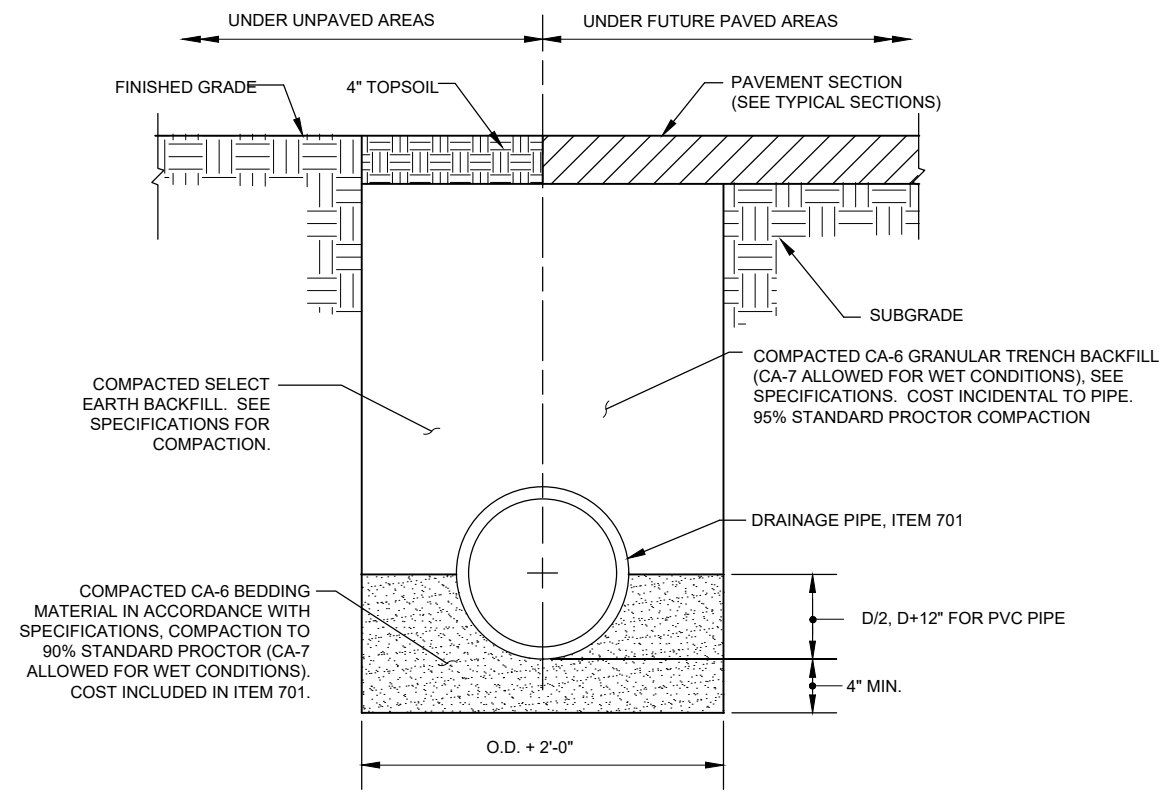 UNDER UNPAVED AREAS
UNDER FUTURE PAVED AREAS
FINISHED GRADE
4" TOPSOIL
PAVEMENT SECTION
(SEE TYPICAL SECTIONS)
SUBGRADE
COMPACTED SELECT
EARTH BACKFILL. SEE
SPECIFICATIONS FOR
COMPACTION.
COMPACTED CA-6 GRANULAR TRENCH BACKFILL
(CA-7 ALLOWED FOR WET CONDITIONS), SEE
SPECIFICATIONS. COST INCIDENTAL TO PIPE.
95% STANDARD PROCTOR COMPACTION
DRAINAGE PIPE, ITEM 701
COMPACTED CA-6 BEDDING
MATERIAL IN ACCORDANCE WITH
SPECIFICATIONS, COMPACTION TO
90% STANDARD PROCTOR (CA-7
ALLOWED FOR WET CONDITIONS).
COST INCLUDED IN ITEM 701.
D/2, D+12" FOR PVC PIPE
4" MIN.
O.D. + 2'-0"